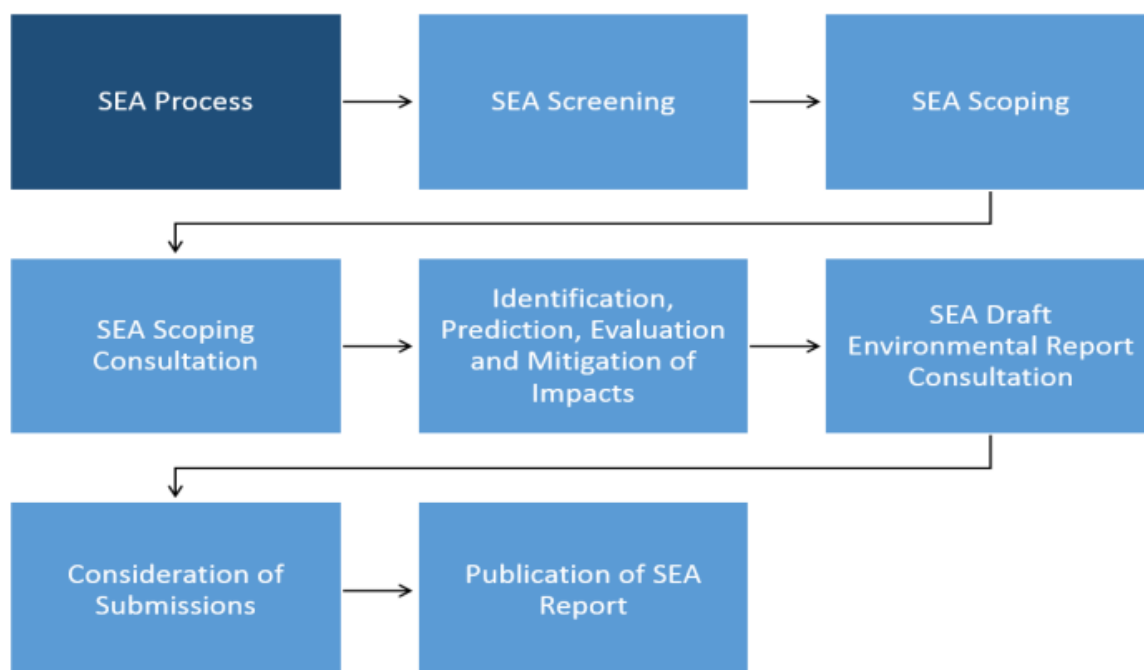 SEA Process
SEA Screening
SEA Scoping
SEA Scoping
Consultation
Identification,
Prediction, Evaluation
and Mitigation of
Impacts
SEA Draft
Environmental Report
Consultation
Consideration of
Submissions
Publication of SEA
Report